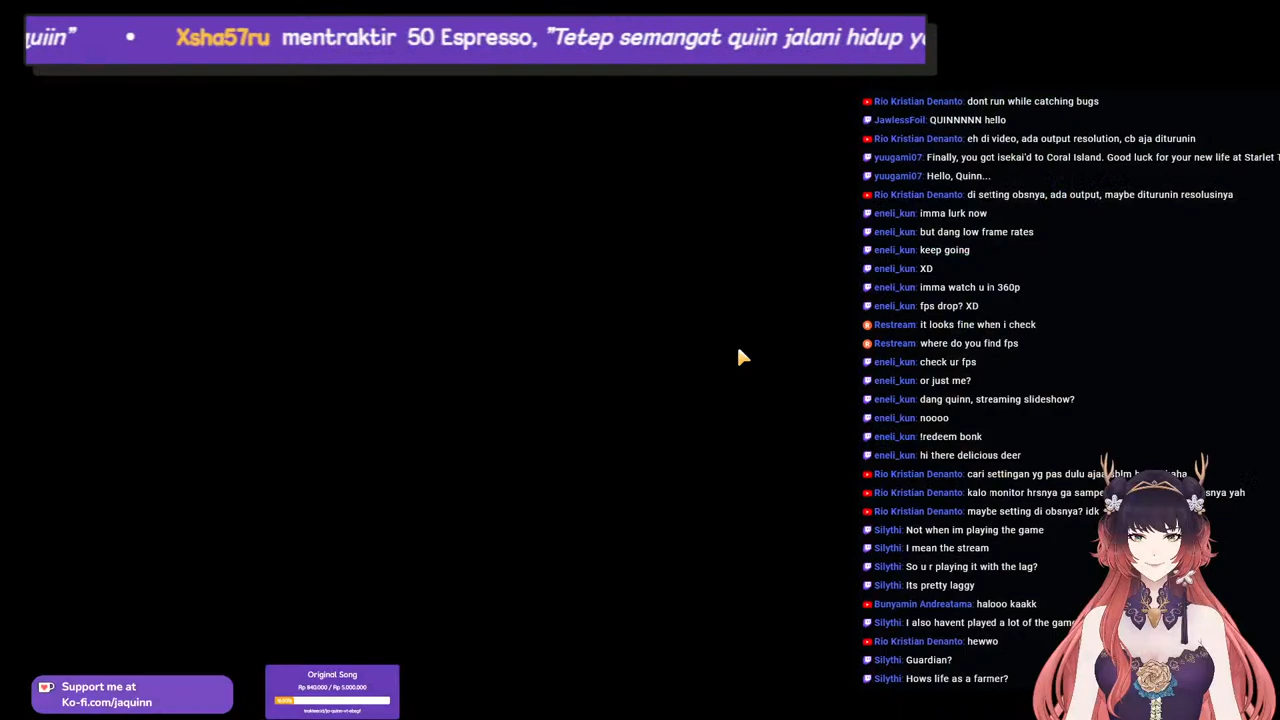 quiin” • Xsha57ru mentraktir 50 Espresso, "Tetep semangat quiin jalani hidup
Rio Kristian Denanto: dont run while catching bugs
JawlessFoil: QUINNNNN hello
Rio Kristian Denanto: eh di video, ada output resolution, cb aja diturunin
yuugami07: Finally, you got isekai'd to Coral Island. Good luck for your new life at Starlet
yuugami07: Hello, Quinn...
Rio Kristian Denanto: di setting obsnya, ada output, maybe diturunin resolusinya
eneli_kun: imma lurk now
eneli_kun: but dang low frame rates
eneli_kun: keep going
eneli_kun: XD
eneli_kun: imma watch u in 360p
eneli_kun: fps drop? XD
Restream: it looks fine when i check
Restream: where do you find fps
eneli_kun: check ur fps
eneli_kun: or just me?
eneli_kun: dang quinn, streaming slideshow?
eneli_kun: noooo
eneli_kun: !redeem bonk
eneli_kun: hi there delicious deer
Rio Kristian Denanto: cari settingan yg pas dulu ajaa
Rio Kristian Denanto: kalo monitor hrsnya ga yah
Rio Kristian Denanto: maybe setting di obsnya? idk
Silythi: Not when im playing the game
Silythi: I mean the stream
Silythi: So u r playing it with the lag?
Silythi: Its pretty laggy
Bunyamin Andreatama: halooo kaakk
Silythi: I also havent played a lot of the
Rio Kristian Denanto: hewwo
Silythi: Guardian?
Silythi: Hows life as a farmer?
Support me at
Ko-fi.com/jaquinn
Original Song
Rp 840.000 / Rp 5.000.000